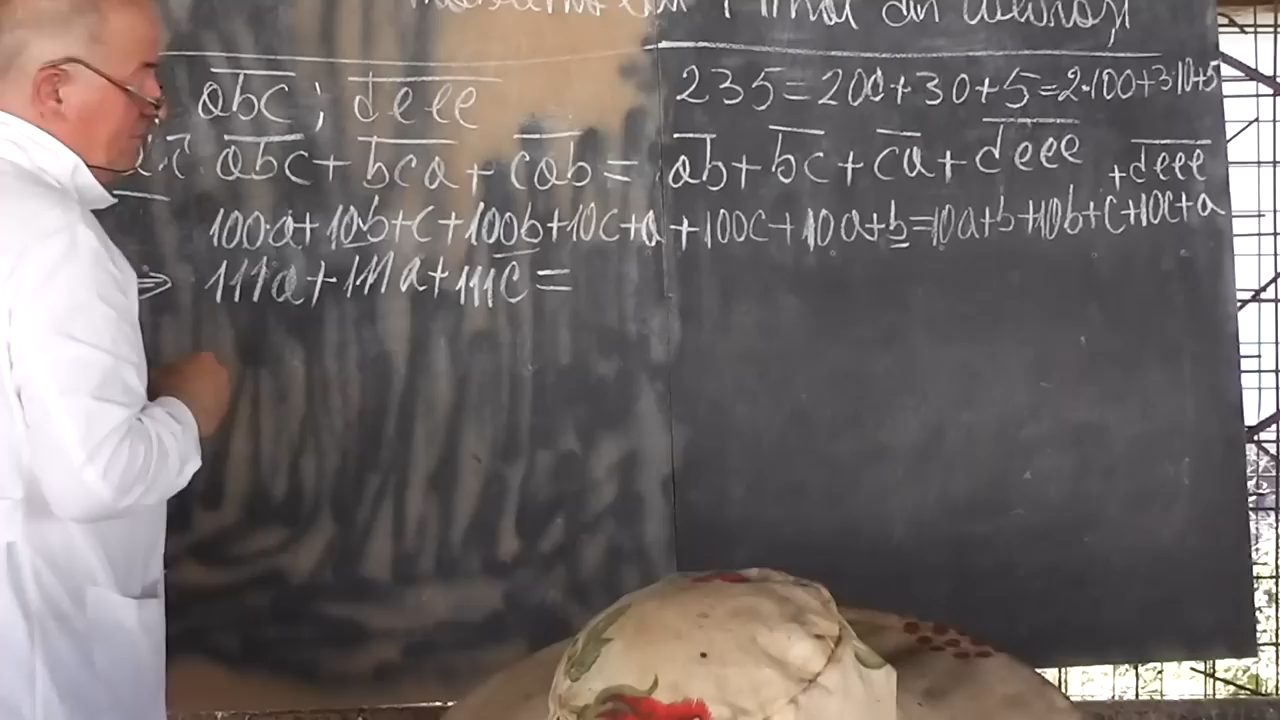 abc ; deee
235=200+30+5=2·100+3·10+5
abc + bca + cab = ab + bc + ca + deee
+deee
100a+10b+c+100b+10c+a+100c+10a+b=10a+b+10b+c+10c+a
⇒ 111a+111a+111c=